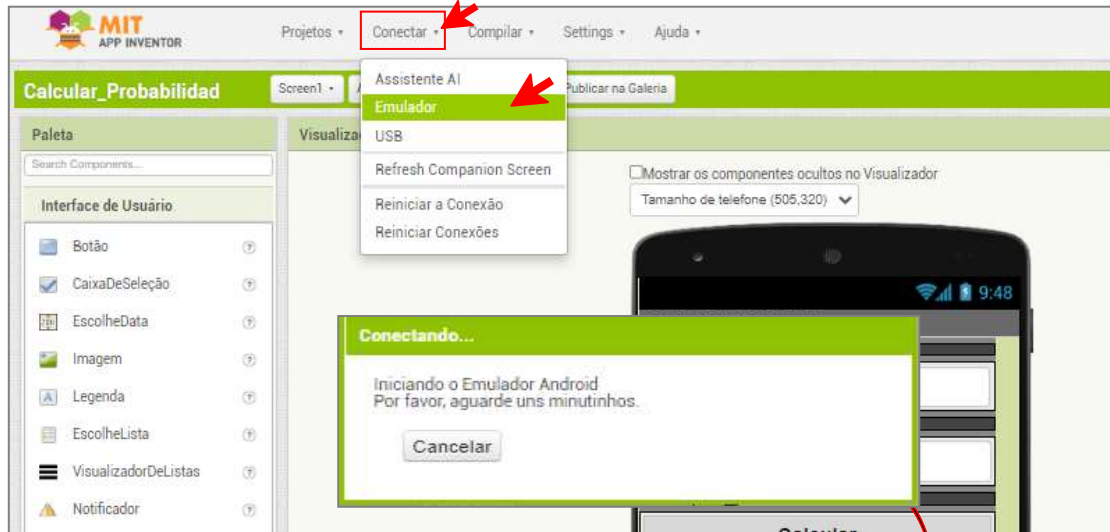 MIT
APP INVENTOR
Projetos
Conectar
Compilar
Settings
Ajuda
Calcular_Probabilidad
Screen1
Publicar na Galeria
Assistente AI
Emulador
USB
Refresh Companion Screen
Reiniciar a Conexão
Reiniciar Conexões
Paleta
Search Components...
Interface de Usuário
Botão
CaixaDeSeleção
EscolheData
Imagem
Legenda
EscolheLista
VisualizadorDeListas
Notificador
Visualiza
Mostrar os componentes ocultos no Visualizador
Tamanho de telefone (505,320)
9:48
Conectando...
Iniciando o Emulador Android
Por favor, aguarde uns minutinhos.
Cancelar